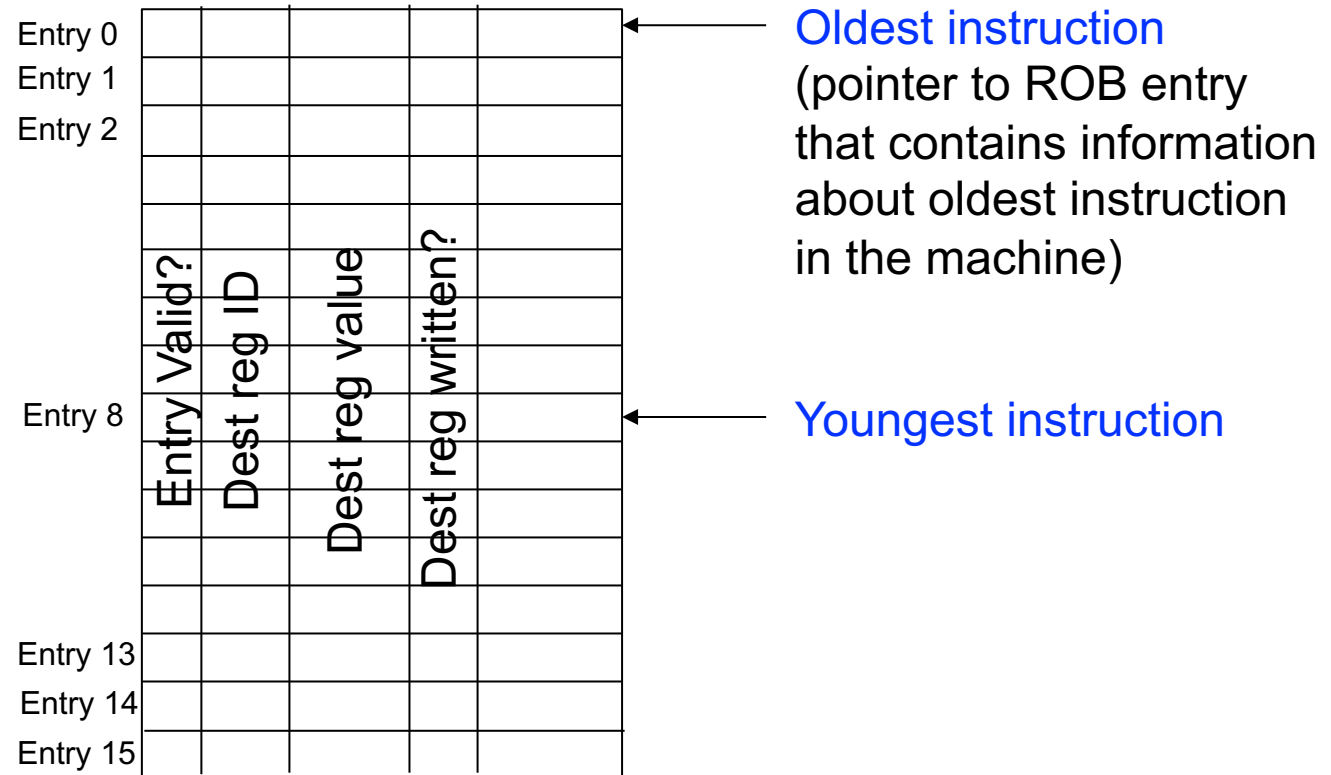 Entry 0
Entry 1
Entry 2
Entry 8
Entry 13
Entry 14
Entry 15
Entry Valid?
Dest reg ID
Dest reg value
Dest reg written?
Oldest instruction
(pointer to ROB entry
that contains information
about oldest instruction
in the machine)
Youngest instruction